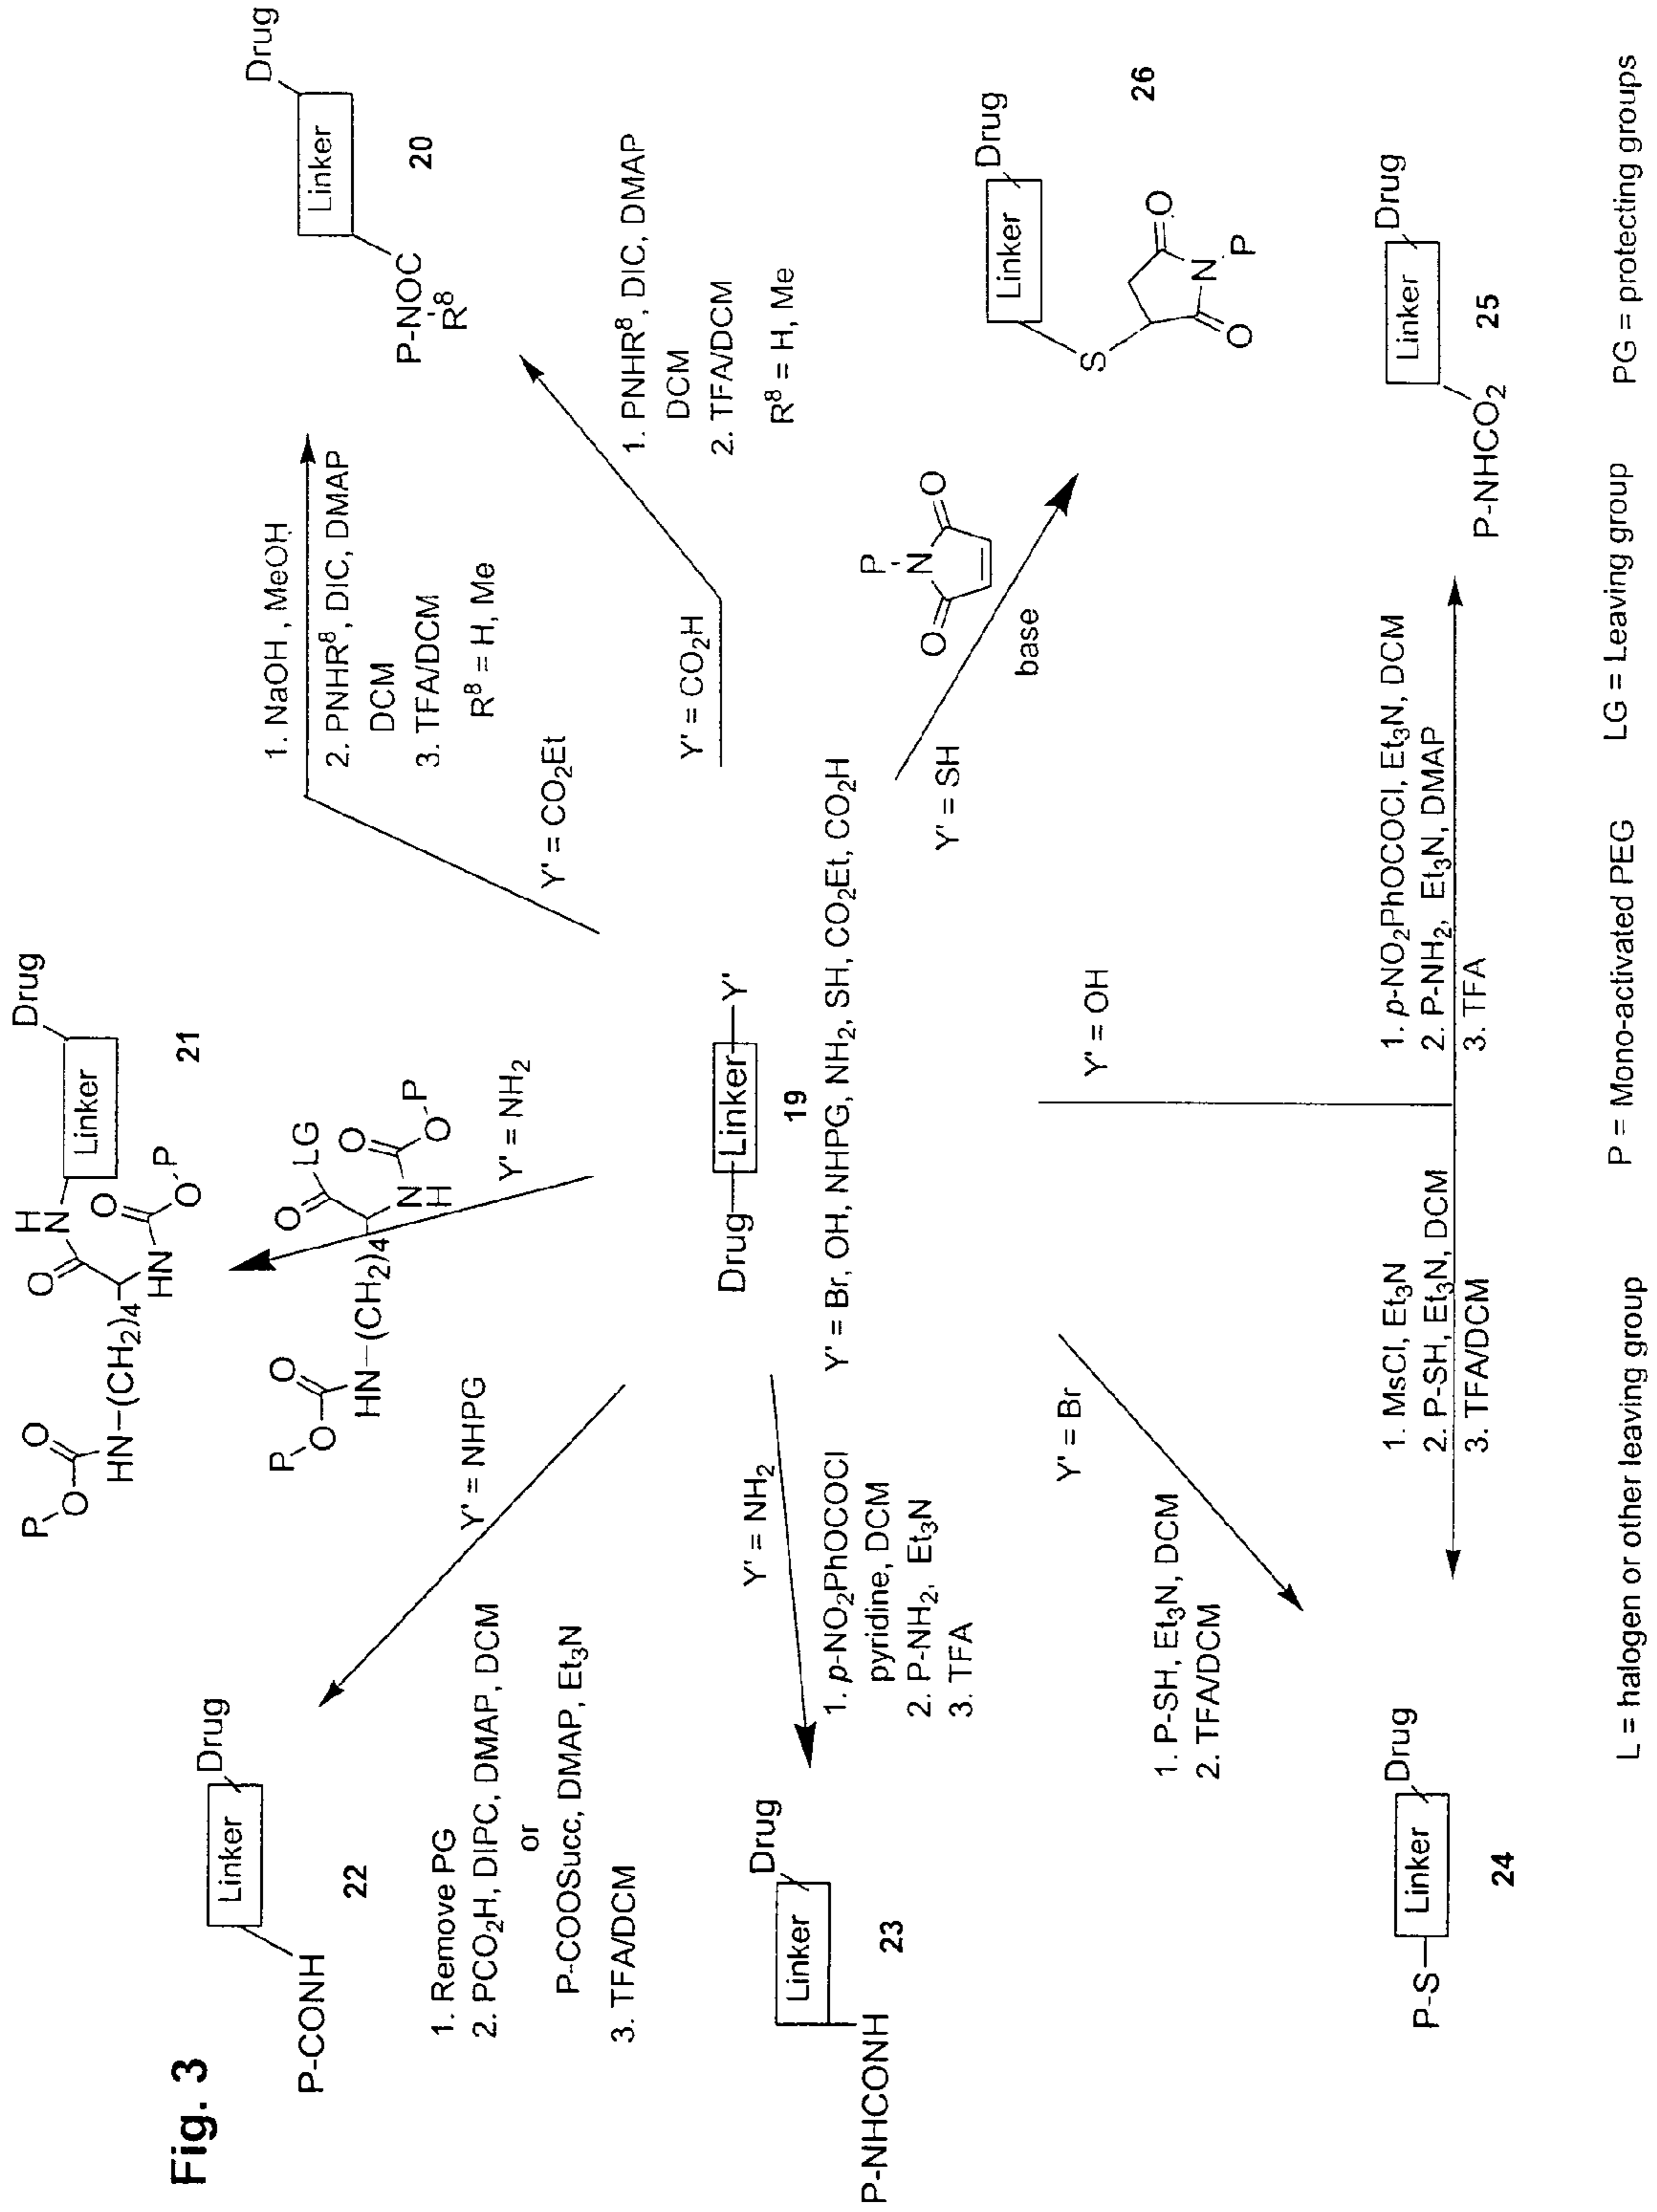 Fig. 3
P-CONH
Linker
Drug
22
1. Remove PG
2. PCO2H, DIPC, DMAP, DCM
or
P-COOSucc, DMAP, Et3N
3. TFA/DCM
Y' = NHPG
P
O
O
HN
(CH2)4
O
H
N
HN
O
O
P
Linker
Drug
21
P
O
O
HN
(CH2)4
O
LG
N
H
O
O
P
Y' = NH2
1. NaOH, MeOH
2. PNHR8, DIC, DMAP
DCM
3. TFA/DCM
R8 = H, Me
Y' = CO2Et
P-NOC
R8
Linker
Drug
20
Y' = CO2H
1. PNHR8, DIC, DMAP
DCM
2. TFA/DCM
R8 = H, Me
Drug
Linker
Y'
19
Y' = Br, OH, NHPG, NH2, SH, CO2Et, CO2H
P-NHCONH
Linker
Drug
23
Y' = NH2
1. p-NO2PhOCOCl
pyridine, DCM
2. P-NH2, Et3N
3. TFA
Y' = SH
P
N
O
O
base
S
Linker
Drug
O
N
P
O
26
Y' = Br
1. P-SH, Et3N, DCM
2. TFA/DCM
Y' = OH
P-S
Linker
Drug
24
1. MsCl, Et3N
2. P-SH, Et3N, DCM
3. TFA/DCM
1. p-NO2PhOCOCl, Et3N, DCM
2. P-NH2, Et3N, DMAP
3. TFA
P-NHCO2
Linker
Drug
25
L = halogen or other leaving group
P = Mono-activated PEG
LG = Leaving group
PG = protecting groups